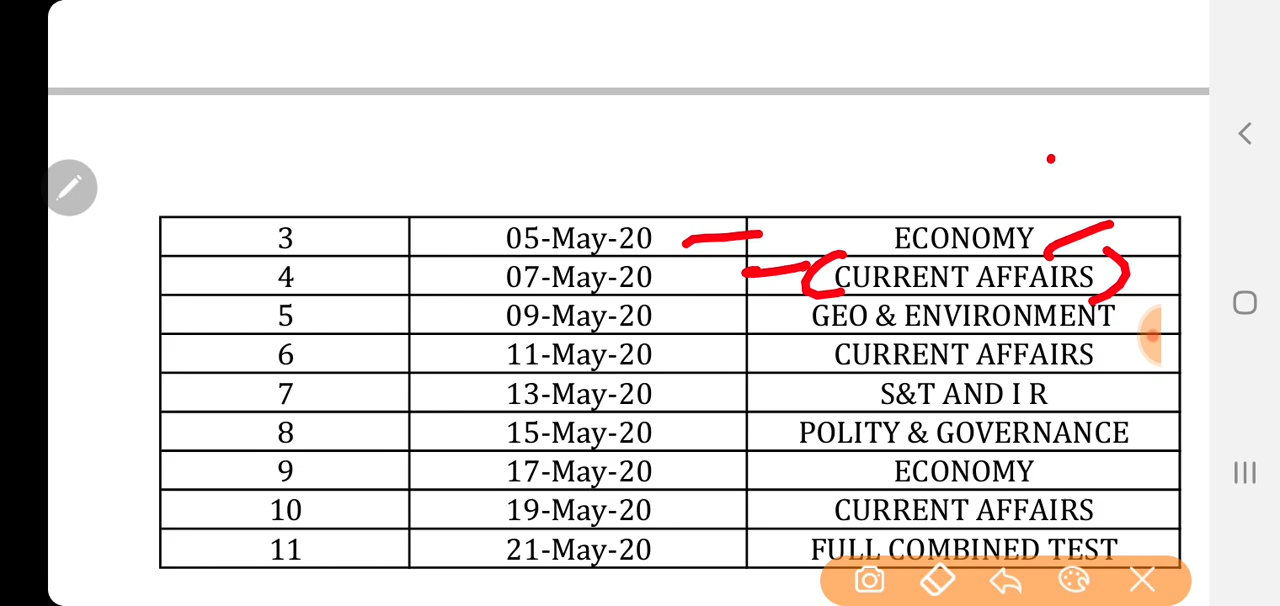 3 05-May-20 ECONOMY
4 07-May-20 CURRENT AFFAIRS
5 09-May-20 GEO & ENVIRONMENT
6 11-May-20 CURRENT AFFAIRS
7 13-May-20 S&T AND I R
8 15-May-20 POLITY & GOVERNANCE
9 17-May-20 ECONOMY
10 19-May-20 CURRENT AFFAIRS
11 21-May-20 FULL COMBINED TEST